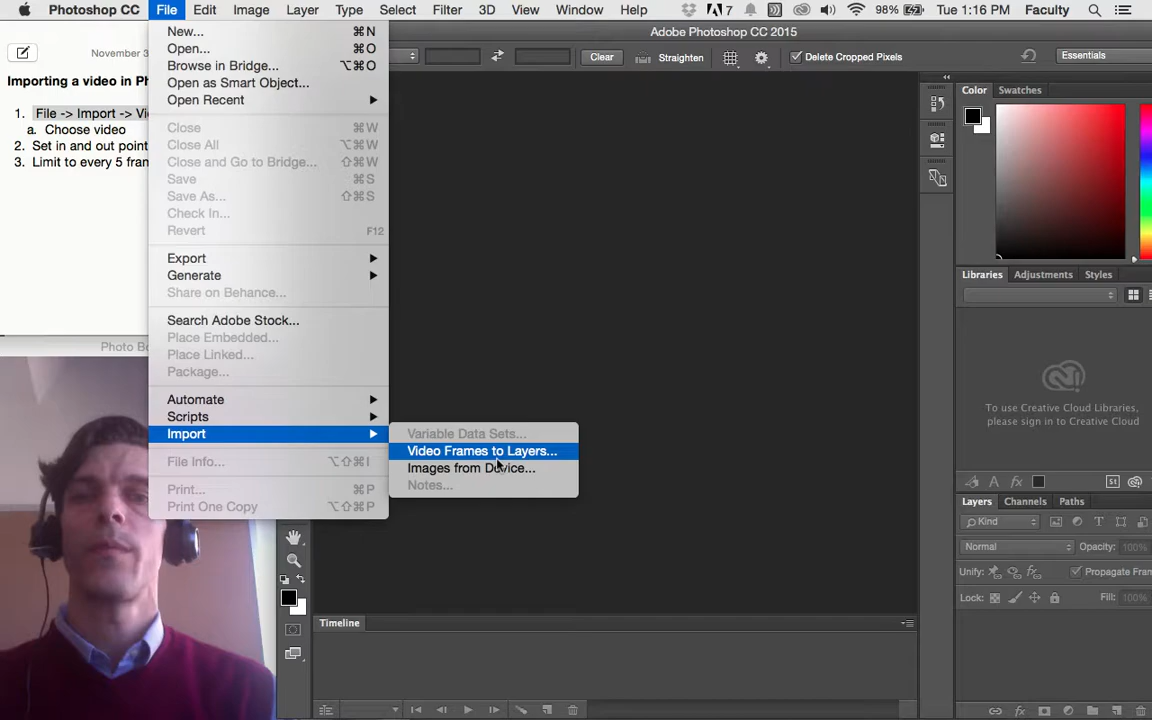 Photoshop CC File Edit Image Layer Type Select Filter 3D View Window Help 7 98% Tue 1:16 PM Faculty
Adobe Photoshop CC 2015
Clear Straighten Delete Cropped Pixels Essentials
November 3
Importing a video in Ph
1. File -> Import -> Vi
a. Choose video
2. Set in and out point
3. Limit to every 5 fran
Photo Bo
New... ⌘N
Open... ⌘O
Browse in Bridge... ⌥⌘O
Open as Smart Object...
Open Recent
Close ⌘W
Close All ⌥⌘W
Close and Go to Bridge... ⇧⌘W
Save ⌘S
Save As... ⇧⌘S
Check In...
Revert F12
Export
Generate
Share on Behance...
Search Adobe Stock...
Place Embedded...
Place Linked...
Package...
Automate
Scripts
Import
File Info... ⌥⇧⌘I
Print... ⌘P
Print One Copy ⌥⇧⌘P
Variable Data Sets...
Video Frames to Layers...
Images from Device...
Notes...
Color Swatches
Libraries Adjustments Styles
To use Creative Cloud Libraries,
please sign in to Creative Cloud
St
Layers Channels Paths
Kind
Normal Opacity: 100%
Unify: Propagate Fram
Lock: Fill: 100%
Timeline